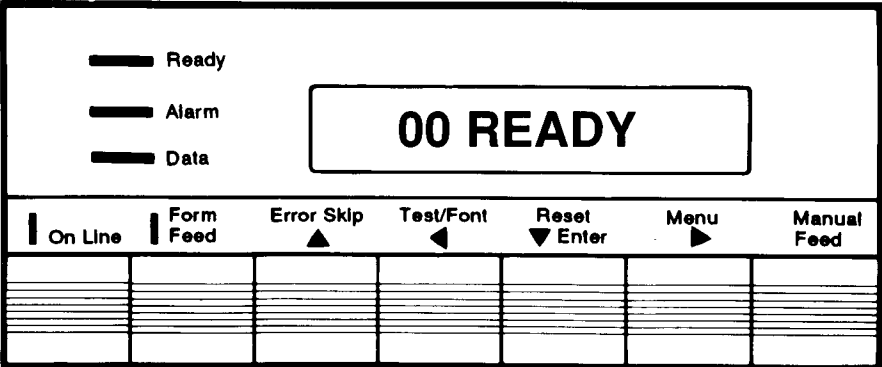 Ready
Alarm
00 READY
Data
On Line
Form
Feed
Error Skip
Test/Font
Reset
Enter
Menu
Manual
Feed